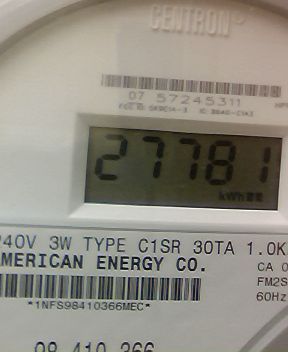 CENTRON®
07 57245311
27781
kWh
240V 3W TYPE C1SR 30TA 1.0K
AMERICAN ENERGY CO.
CA 0
FM2S
60Hz
*1NFS98410366MEC*
98 410 366